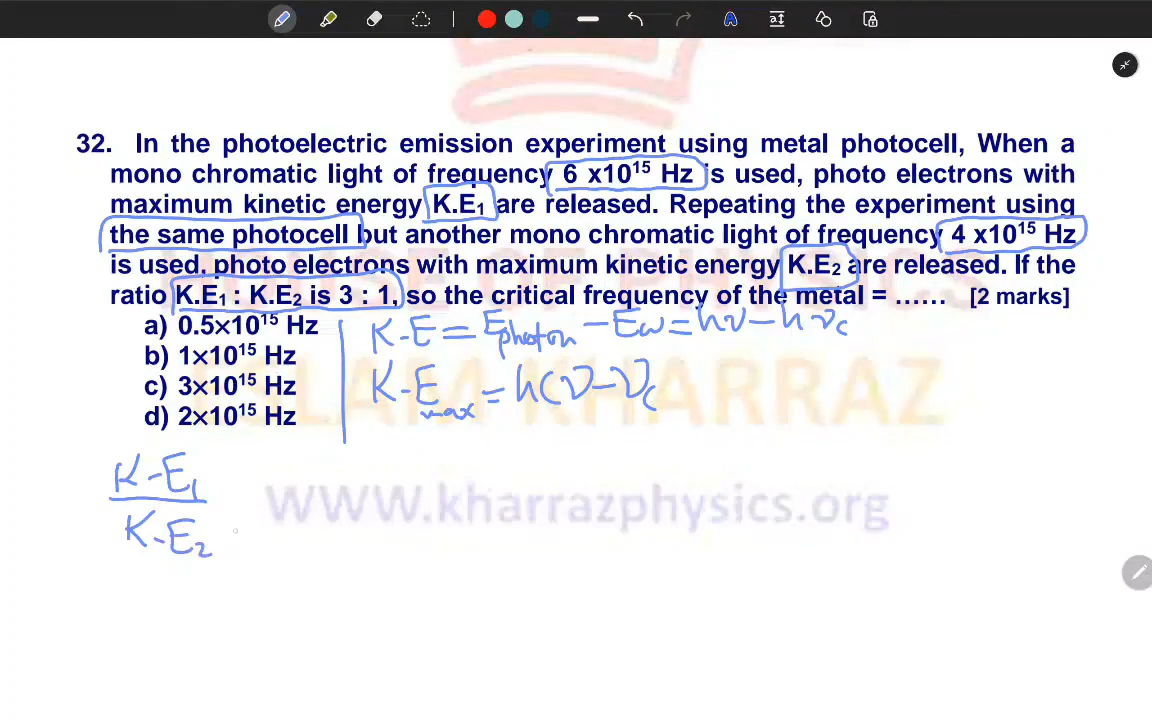 32. In the photoelectric emission experiment using metal photocell, When a
mono chromatic light of frequency 6 x10¹⁵ Hz is used, photo electrons with
maximum kinetic energy K.E₁ are released. Repeating the experiment using
the same photocell but another mono chromatic light of frequency 4 x10¹⁵ Hz
is used, photo electrons with maximum kinetic energy K.E₂ are released. If the
ratio K.E₁ : K.E₂ is 3 : 1, so the critical frequency of the metal = ...... [2 marks]
a) 0.5×10¹⁵ Hz
b) 1×10¹⁵ Hz
c) 3×10¹⁵ Hz
d) 2×10¹⁵ Hz
K-E = E photon - Ew = hν - hνc
K-E max = h(ν-νc
K-E₁
K-E₂
ISLAM KHARRAZ
www.kharrazphysics.org